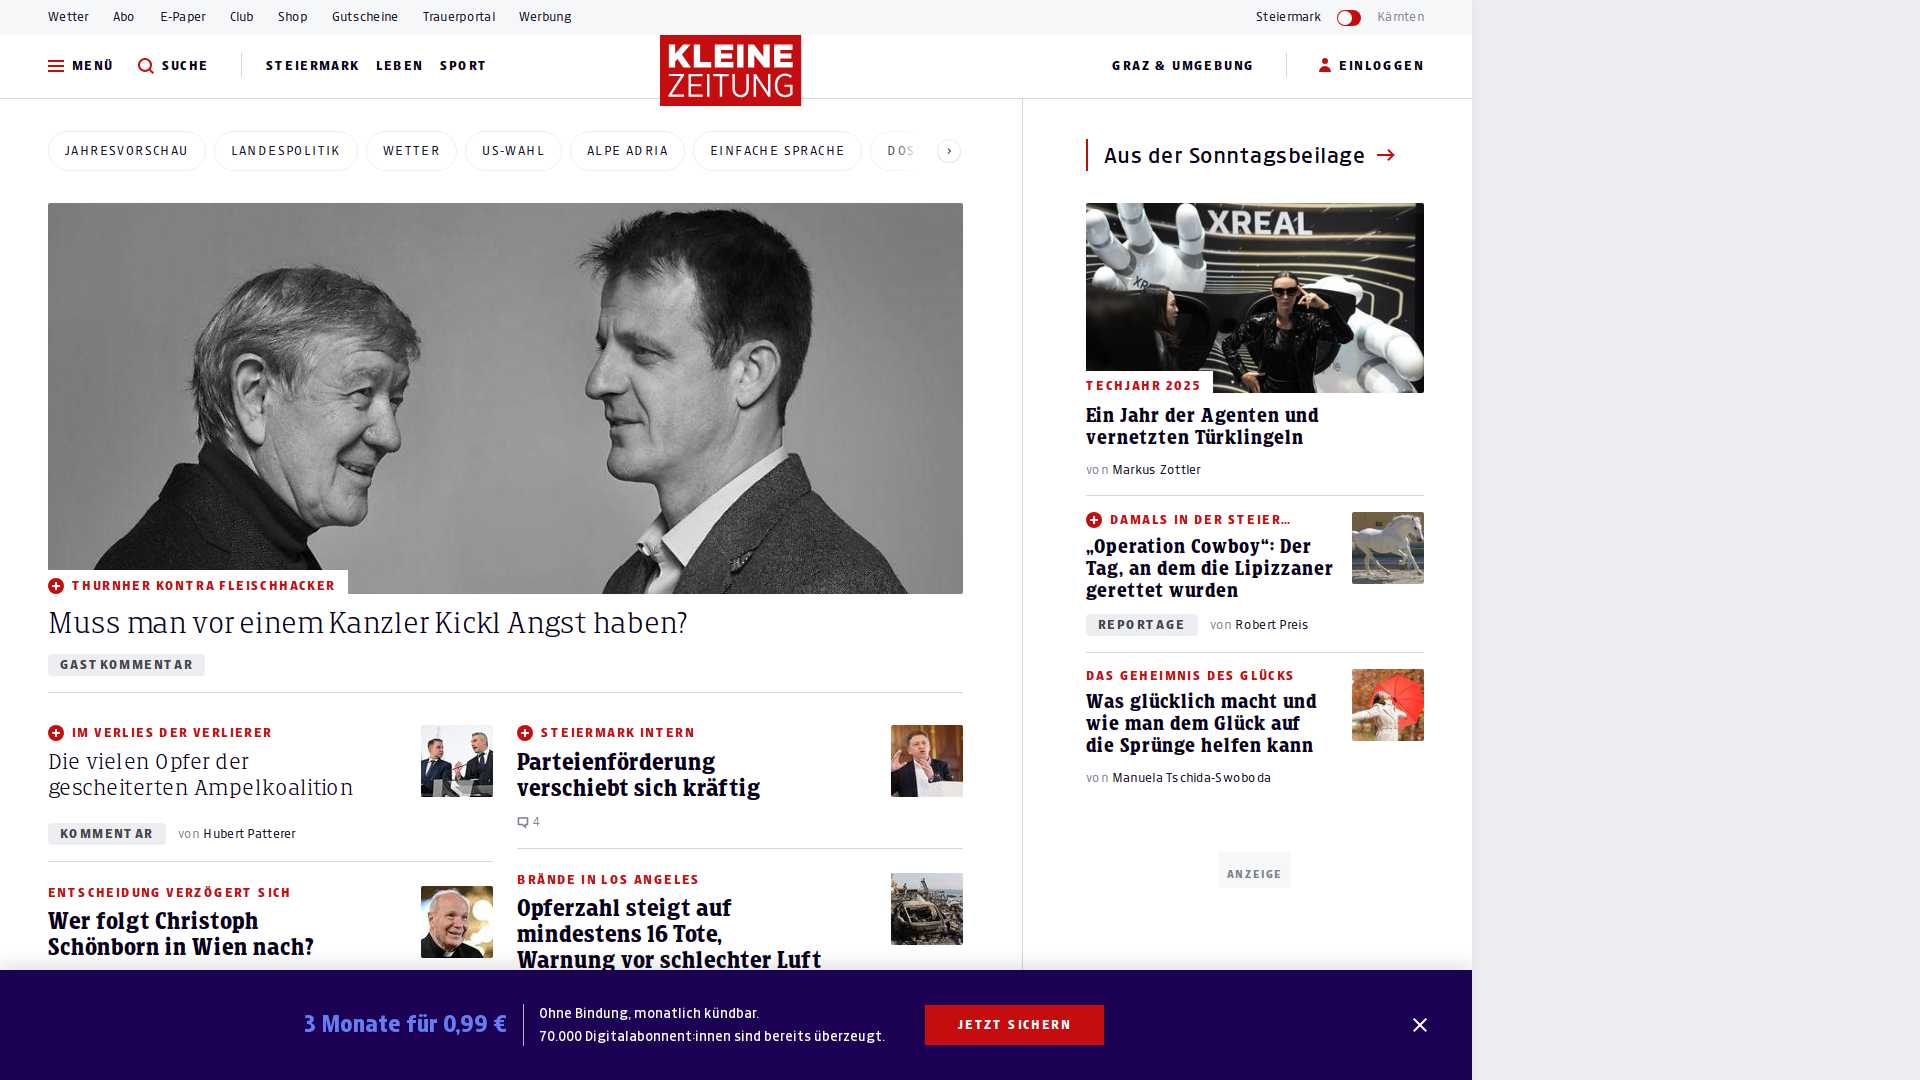 Wetter Abo E-Paper Club Shop Gutscheine Trauerportal Werbung Steiermark Kärnten
MENÜ SUCHE STEIERMARK LEBEN SPORT KLEINE ZEITUNG GRAZ & UMGEBUNG EINLOGGEN
JAHRESVORSCHAU LANDESPOLITIK WETTER US-WAHL ALPE ADRIA EINFACHE SPRACHE DOS
THURNHER KONTRA FLEISCHHACKER
Muss man vor einem Kanzler Kickl Angst haben?
GASTKOMMENTAR
IM VERLIES DER VERLIERER
Die vielen Opfer der
gescheiterten Ampelkoalition
KOMMENTAR von Hubert Patterer
ENTSCHEIDUNG VERZÖGERT SICH
Wer folgt Christoph
Schönborn in Wien nach?
STEIERMARK INTERN
Parteienförderung
verschiebt sich kräftig
4
BRÄNDE IN LOS ANGELES
Opferzahl steigt auf
mindestens 16 Tote,
Warnung vor schlechter Luft
Aus der Sonntagsbeilage
XREAL
TECHJAHR 2025
Ein Jahr der Agenten und
vernetzten Türklingeln
von Markus Zottler
DAMALS IN DER STEIER…
„Operation Cowboy“: Der
Tag, an dem die Lipizzaner
gerettet wurden
REPORTAGE von Robert Preis
DAS GEHEIMNIS DES GLÜCKS
Was glücklich macht und
wie man dem Glück auf
die Sprünge helfen kann
von Manuela Tschida-Swoboda
ANZEIGE
3 Monate für 0,99 €
Ohne Bindung, monatlich kündbar.
70.000 Digitalabonnent:innen sind bereits überzeugt.
JETZT SICHERN